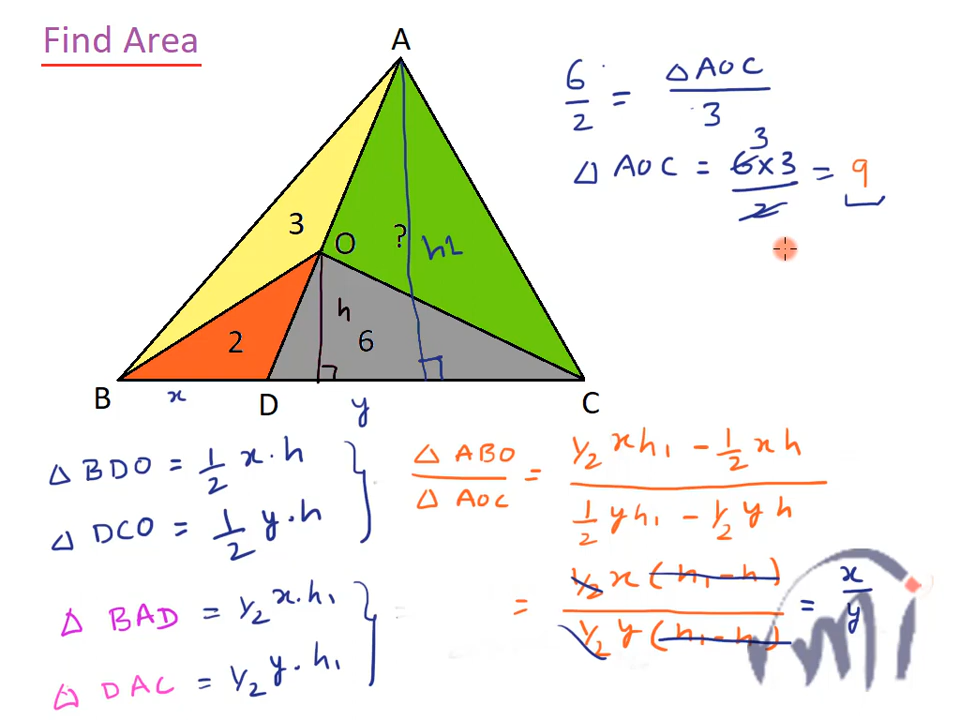 Find Area
A
6/2 = △ AOC/3
3
△ AOC = 6x3/2 = 9
3
O
?
h1
h
2
6
B
x
D
y
C
△ BDO = 1/2 x · h
△ DCO = 1/2 y · h
△ ABO/△ AOC = (1/2 x h1 - 1/2 x h)/(1/2 y h1 - 1/2 y h)
△ BAD = 1/2 x · h1
△ DAC = 1/2 y · h1
= 1/2 x (h1 - h)/1/2 y (h1 - h) = x/y